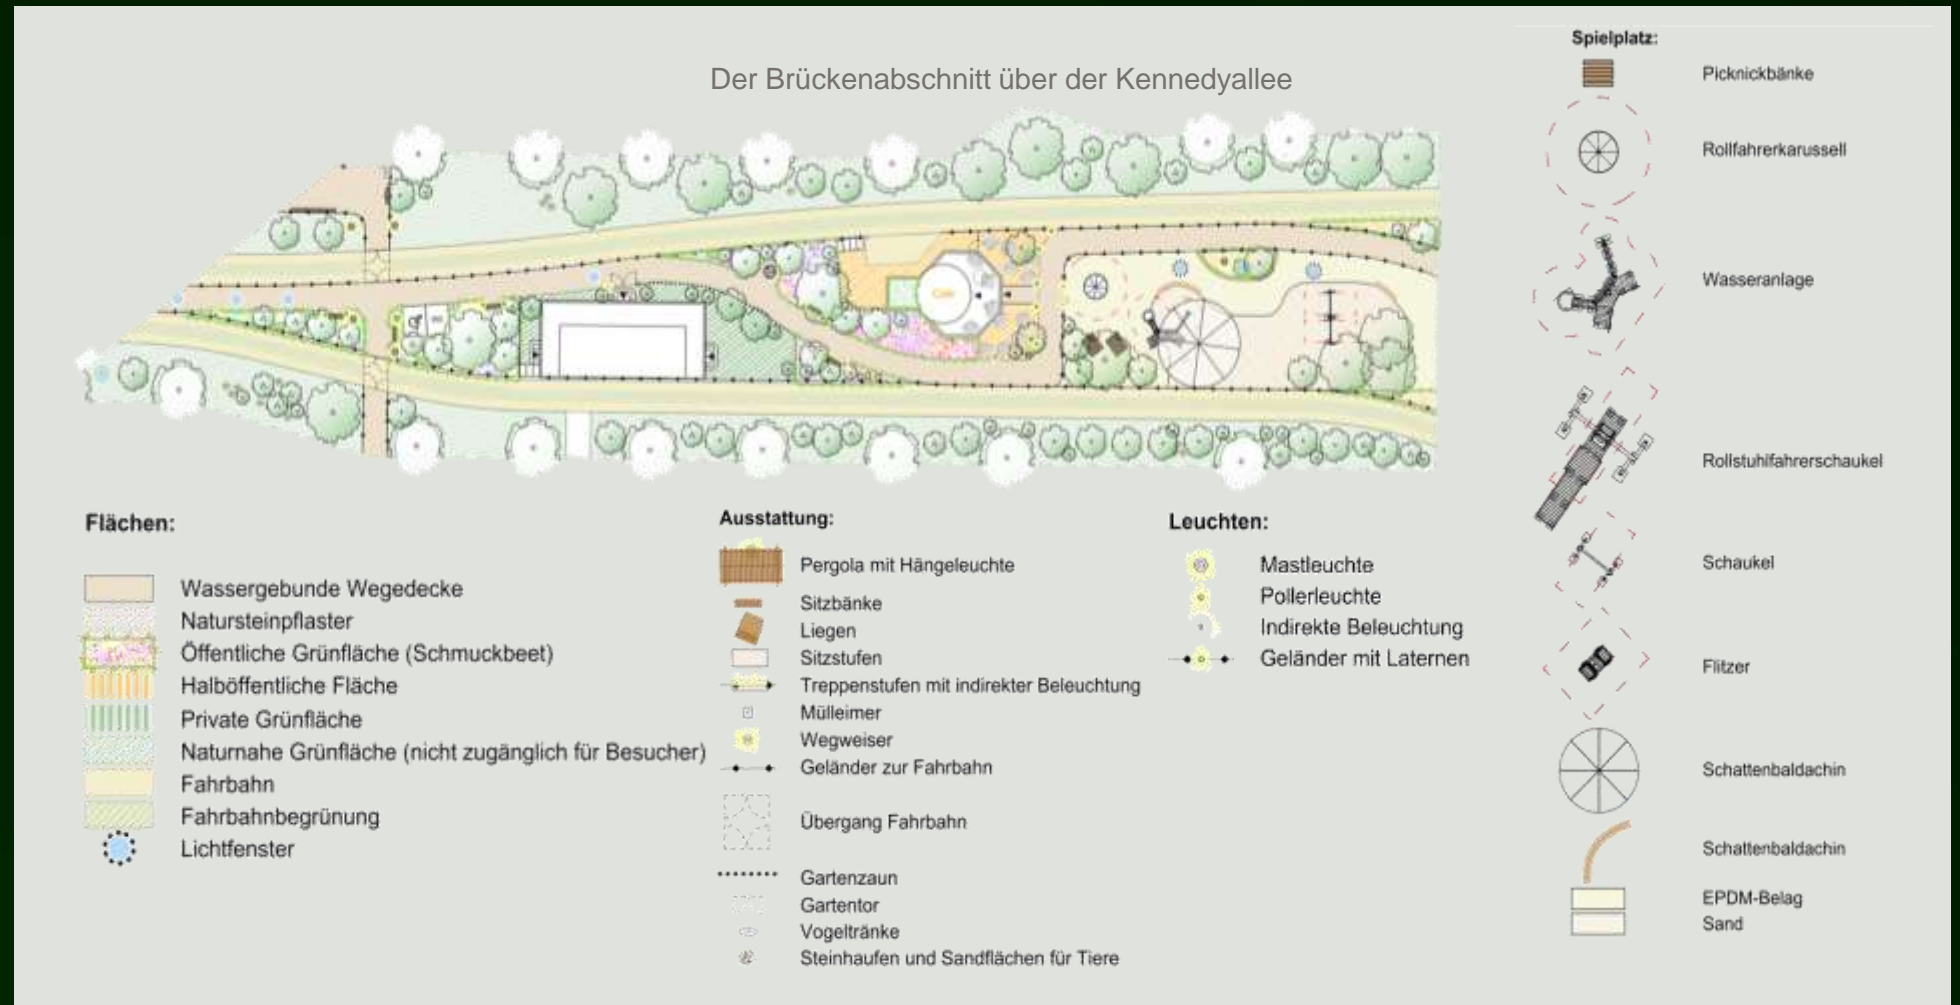 Der Brückenabschnitt über der Kennedyallee
Flächen:
Wassergebunde Wegedecke
Natursteinpflaster
Öffentliche Grünfläche (Schmuckbeet)
Halböffentliche Fläche
Private Grünfläche
Naturnahe Grünfläche (nicht zugänglich für Besucher)
Fahrbahn
Fahrbahnbegrünung
Lichtfenster
Ausstattung:
Pergola mit Hängeleuchte
Sitzbänke
Liegen
Sitzstufen
Treppenstufen mit indirekter Beleuchtung
Mülleimer
Wegweiser
Geländer zur Fahrbahn
Übergang Fahrbahn
Gartenzaun
Gartentor
Vogeltränke
Steinhaufen und Sandflächen für Tiere
Leuchten:
Mastleuchte
Pollerleuchte
Indirekte Beleuchtung
Geländer mit Laternen
Spielplatz:
Picknickbänke
Rollfahrerkarussell
Wasseranlage
Rollstuhlfahrerschaukel
Schaukel
Flitzer
Schattenbaldachin
Schattenbaldachin
EPDM-Belag
Sand